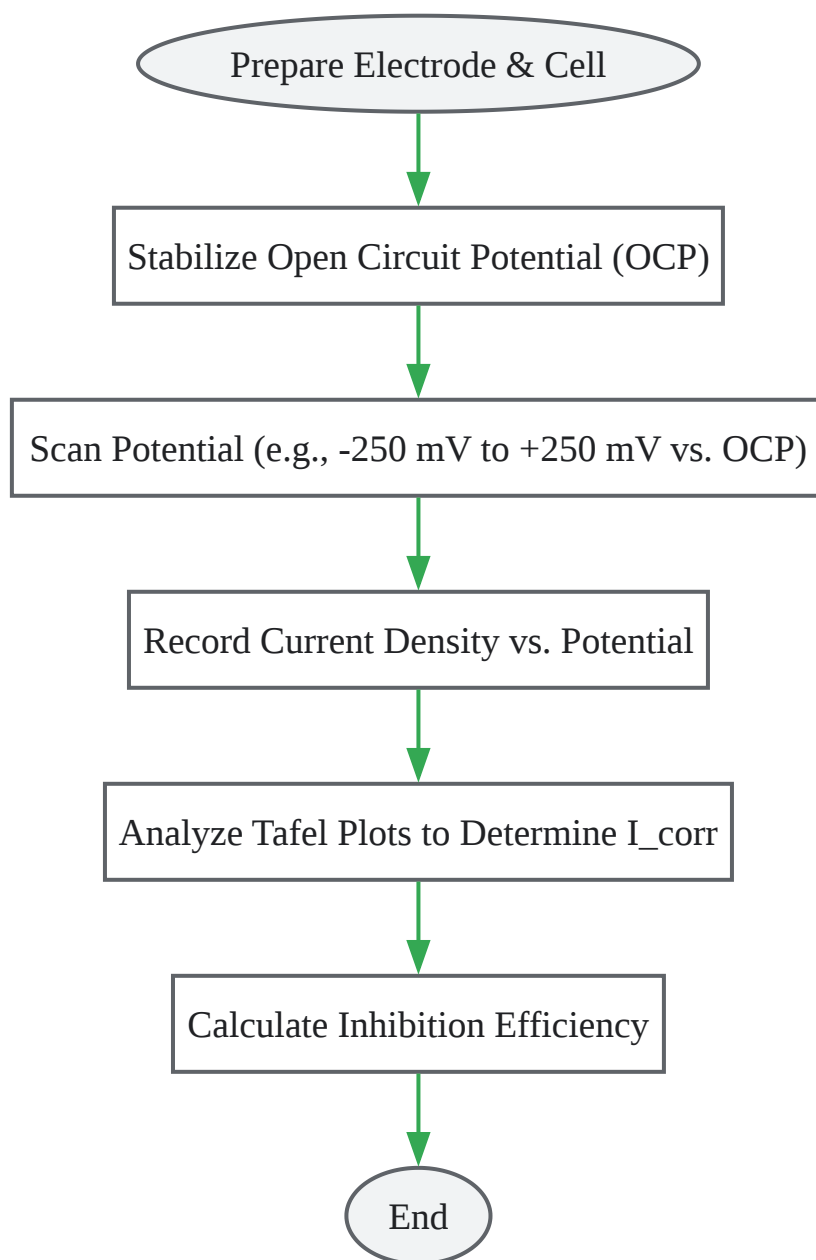 Prepare Electrode & Cell
Stabilize Open Circuit Potential (OCP)
Scan Potential (e.g., -250 mV to +250 mV vs. OCP)
Record Current Density vs. Potential
Analyze Tafel Plots to Determine I_corr
Calculate Inhibition Efficiency
End